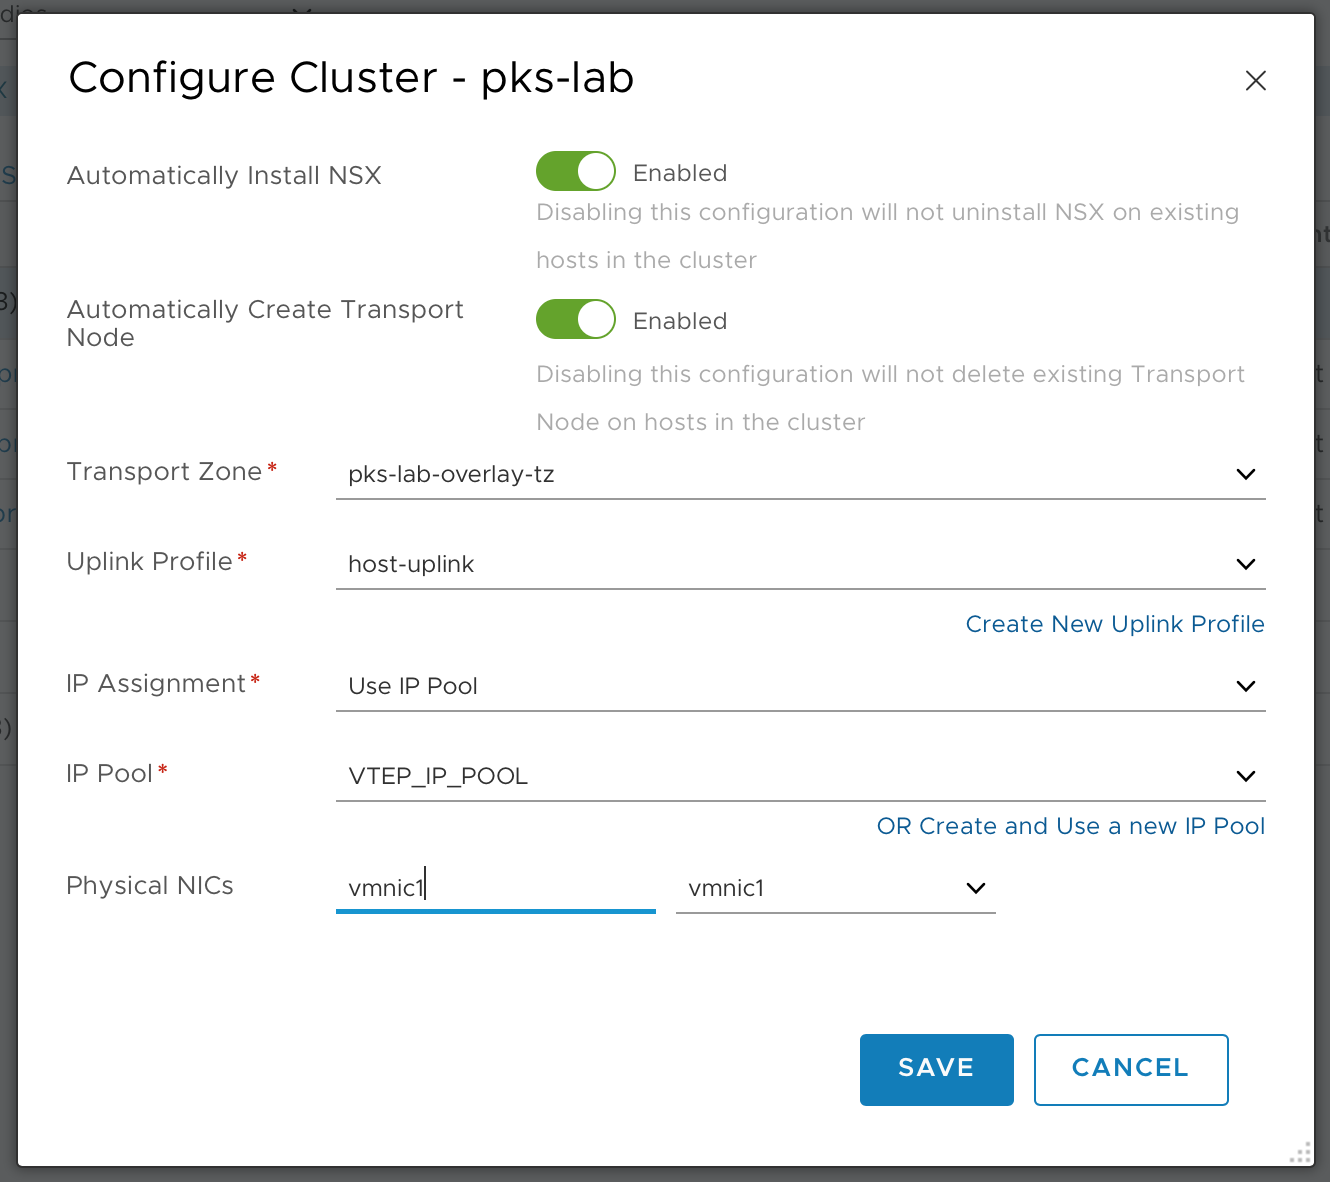 Configure Cluster - pks-lab
Automatically Install NSX
Enabled
Disabling this configuration will not uninstall NSX on existing
hosts in the cluster
Automatically Create Transport
Node
Enabled
Disabling this configuration will not delete existing Transport
Node on hosts in the cluster
Transport Zone*
pks-lab-overlay-tz
Uplink Profile*
host-uplink
Create New Uplink Profile
IP Assignment*
Use IP Pool
IP Pool*
VTEP_IP_POOL
OR Create and Use a new IP Pool
Physical NICs
vmnic1
vmnic1
SAVE
CANCEL